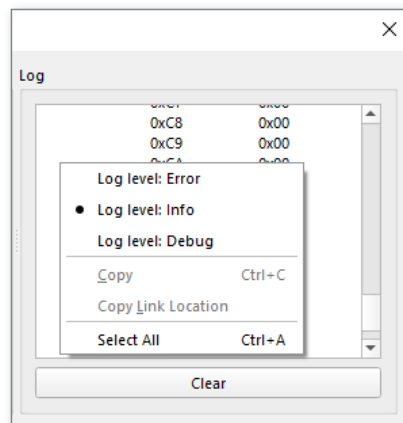 Log
0xC8 0x00
0xC9 0x00
Log level: Error
Log level: Info
Log level: Debug
Copy Ctrl+C
Copy Link Location
Select All Ctrl+A
Clear